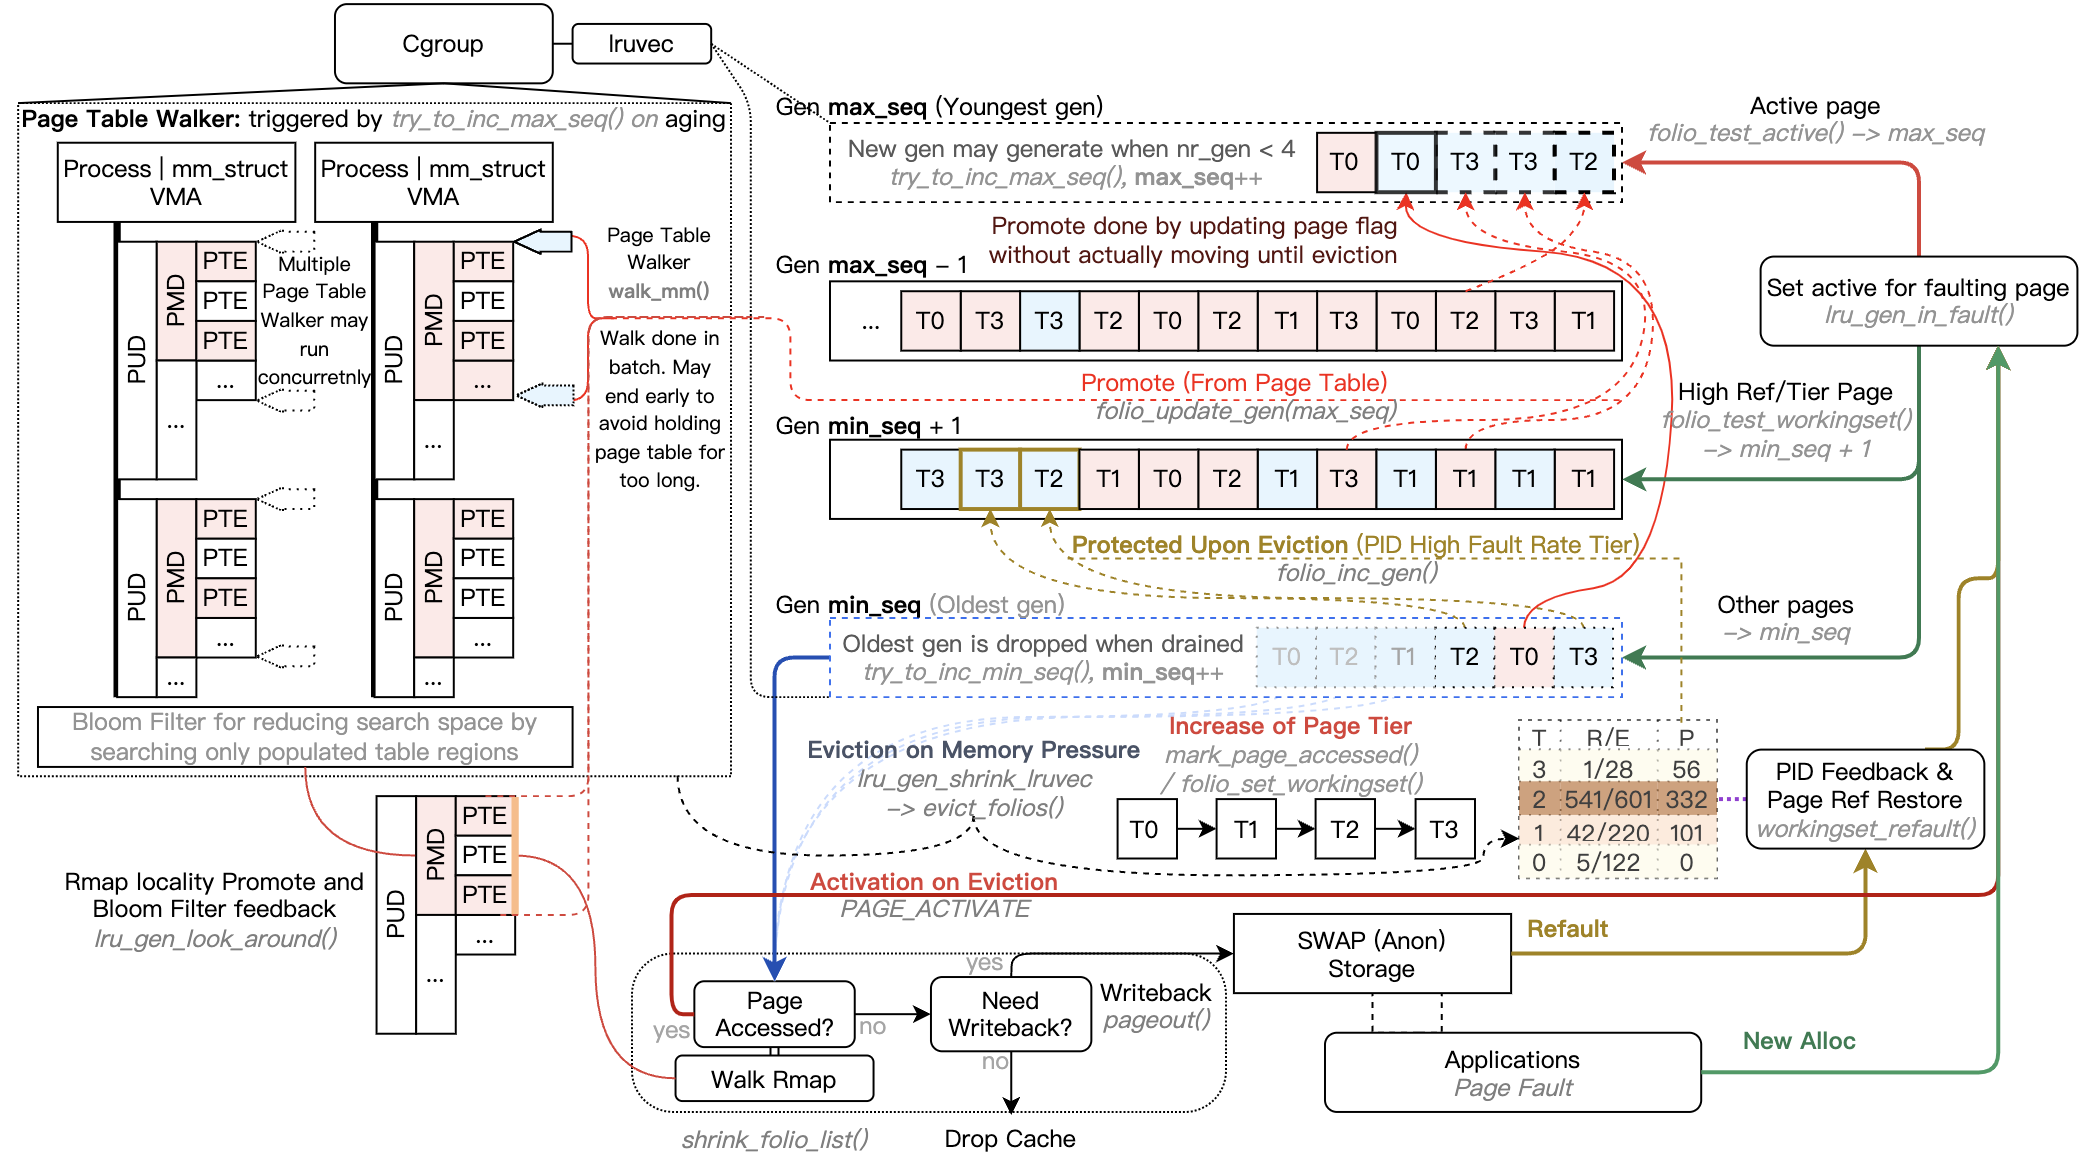 Cgroup
lruvec
Page Table Walker: triggered by try_to_inc_max_seq() on aging
Process | mm_struct
VMA
Process | mm_struct
VMA
PUD
PMD
PTE
PTE
PTE
...
...
PUD
PMD
PTE
PTE
PTE
...
...
Multiple
Page Table
Walker may
run
concurretnly
PUD
PMD
PTE
PTE
PTE
...
...
PUD
PMD
PTE
PTE
PTE
...
...
Page Table
Walker
walk_mm()
Walk done in
batch. May
end early to
avoid holding
page table for
too long.
Bloom Filter for reducing search space by
searching only populated table regions
PUD
PMD
PTE
PTE
PTE
...
...
Rmap locality Promote and
Bloom Filter feedback
lru_gen_look_around()
Gen max_seq (Youngest gen)
New gen may generate when nr_gen < 4
try_to_inc_max_seq(), max_seq++
T0 T0 T3 T3 T2
Promote done by updating page flag
without actually moving until eviction
Gen max_seq – 1
... T0 T3 T3 T2 T0 T2 T1 T3 T0 T2 T3 T1
Promote (From Page Table)
folio_update_gen(max_seq)
Gen min_seq + 1
T3 T3 T2 T1 T0 T2 T1 T3 T1 T1 T1 T1
Protected Upon Eviction (PID High Fault Rate Tier)
folio_inc_gen()
Gen min_seq (Oldest gen)
Oldest gen is dropped when drained
try_to_inc_min_seq(), min_seq++
T0 T2 T1 T2 T0 T3
Active page
folio_test_active() –> max_seq
Set active for faulting page
lru_gen_in_fault()
High Ref/Tier Page
folio_test_workingset()
–> min_seq + 1
Other pages
–> min_seq
Eviction on Memory Pressure
lru_gen_shrink_lruvec
–> evict_folios()
Increase of Page Tier
mark_page_accessed()
/ folio_set_workingset()
T0 T1 T2 T3
T R/E P
3 1/28 56
2 541/601 332
1 42/220 101
0 5/122 0
PID Feedback &
Page Ref Restore
workingset_refault()
Activation on Eviction
PAGE_ACTIVATE
Page
Accessed?
yes
no
Walk Rmap
Need
Writeback?
yes
no
Writeback
pageout()
shrink_folio_list()
Drop Cache
SWAP (Anon)
Storage
Refault
Applications
Page Fault
New Alloc